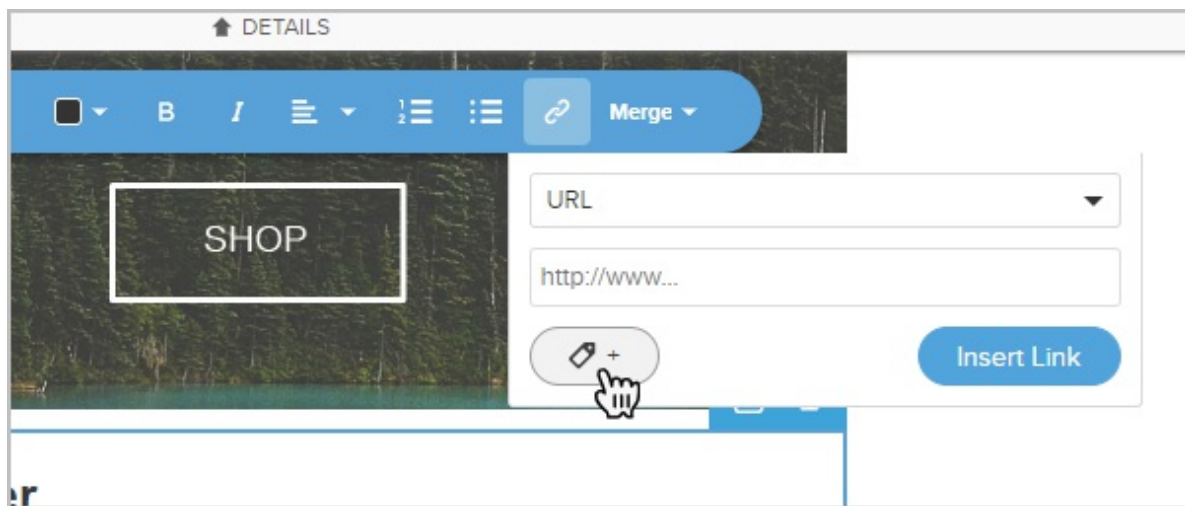 DETAILS
B I Merge
URL
SHOP
http://www...
+ Insert Link
er